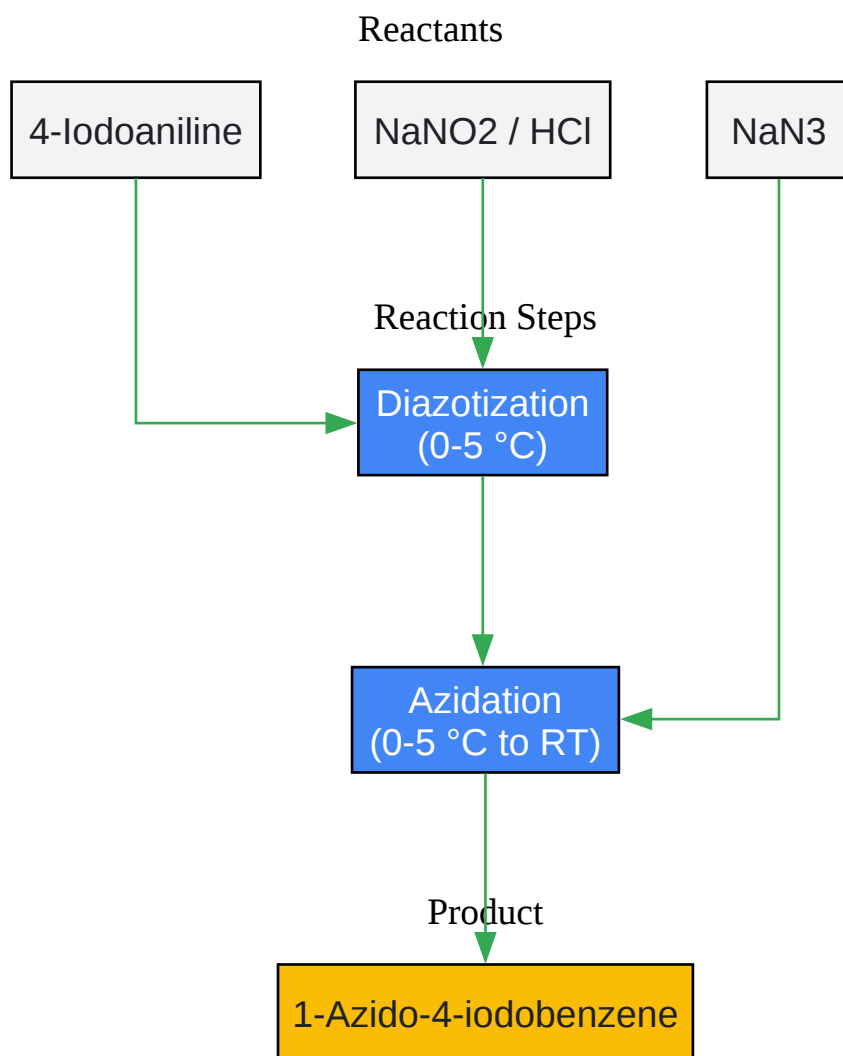 Reactants
4-Iodoaniline
NaNO2 / HCl
NaN3
Reaction Steps
Diazotization
(0-5 °C)
Azidation
(0-5 °C to RT)
Product
1-Azido-4-iodobenzene